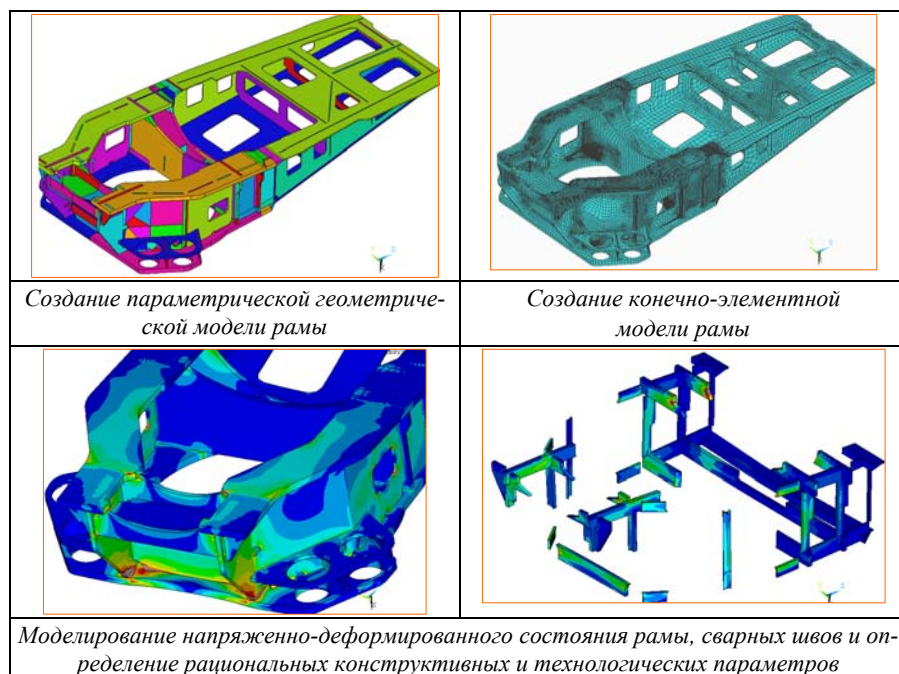 Создание параметрической геометриче-
ской модели рамы
Создание конечно-элементной
модели рамы
Моделирование напряженно-деформированного состояния рамы, сварных швов и оп-
ределение рациональных конструктивных и технологических параметров